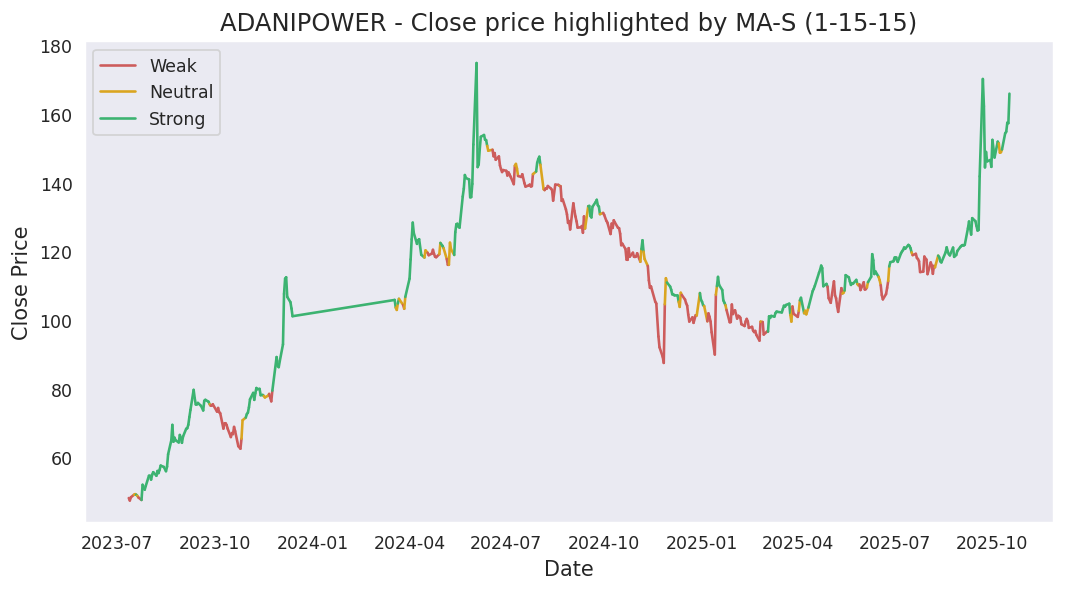 ADANIPOWER - Close price highlighted by MA-S (1-15-15)
180
160
140
120
100
80
60
Weak
Neutral
Strong
Close Price
2023-07 2023-10 2024-01 2024-04 2024-07 2024-10 2025-01 2025-04 2025-07 2025-10
Date